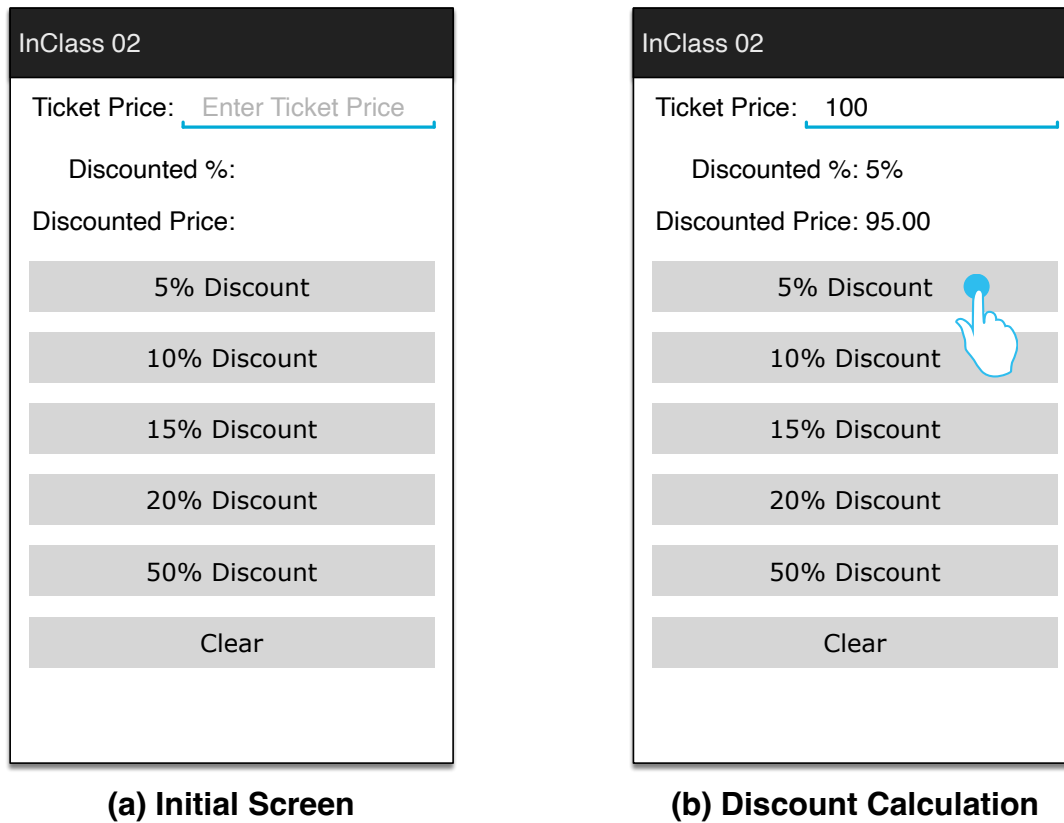 InClass 02
Ticket Price: Enter Ticket Price
Discounted %:
Discounted Price:
5% Discount
10% Discount
15% Discount
20% Discount
50% Discount
Clear
(a) Initial Screen
InClass 02
Ticket Price: 100
Discounted %: 5%
Discounted Price: 95.00
5% Discount
10% Discount
15% Discount
20% Discount
50% Discount
Clear
(b) Discount Calculation